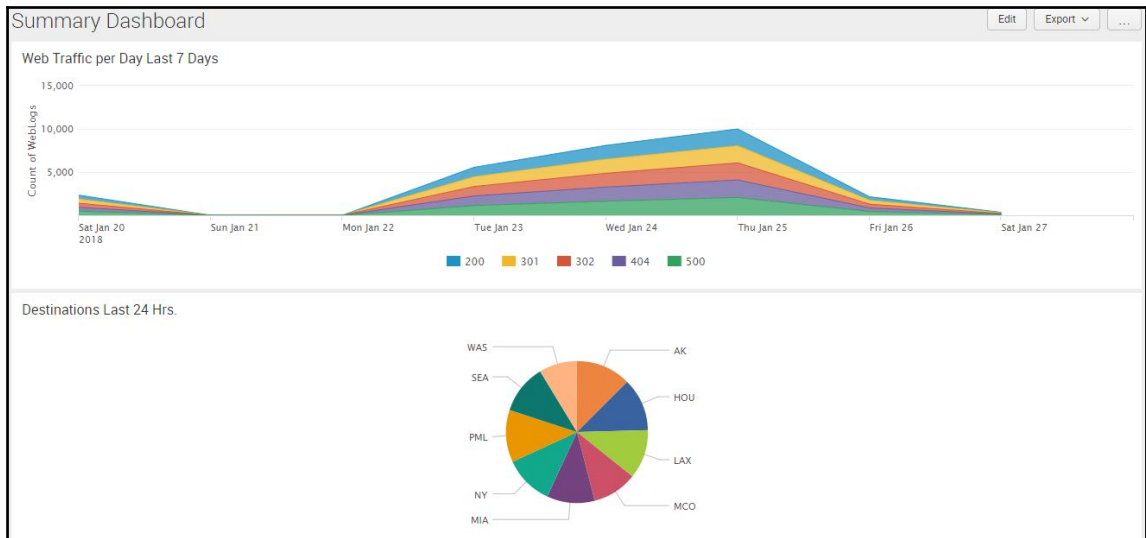 Summary Dashboard
Edit
Export
...
Web Traffic per Day Last 7 Days
15,000
10,000
5,000
Count of WebLogs
Sat Jan 20
2018
Sun Jan 21
Mon Jan 22
Tue Jan 23
Wed Jan 24
Thu Jan 25
Fri Jan 26
Sat Jan 27
200
301
302
404
500
Destinations Last 24 Hrs.
WAS
AK
SEA
HOU
PML
LAX
NY
MCO
MIA